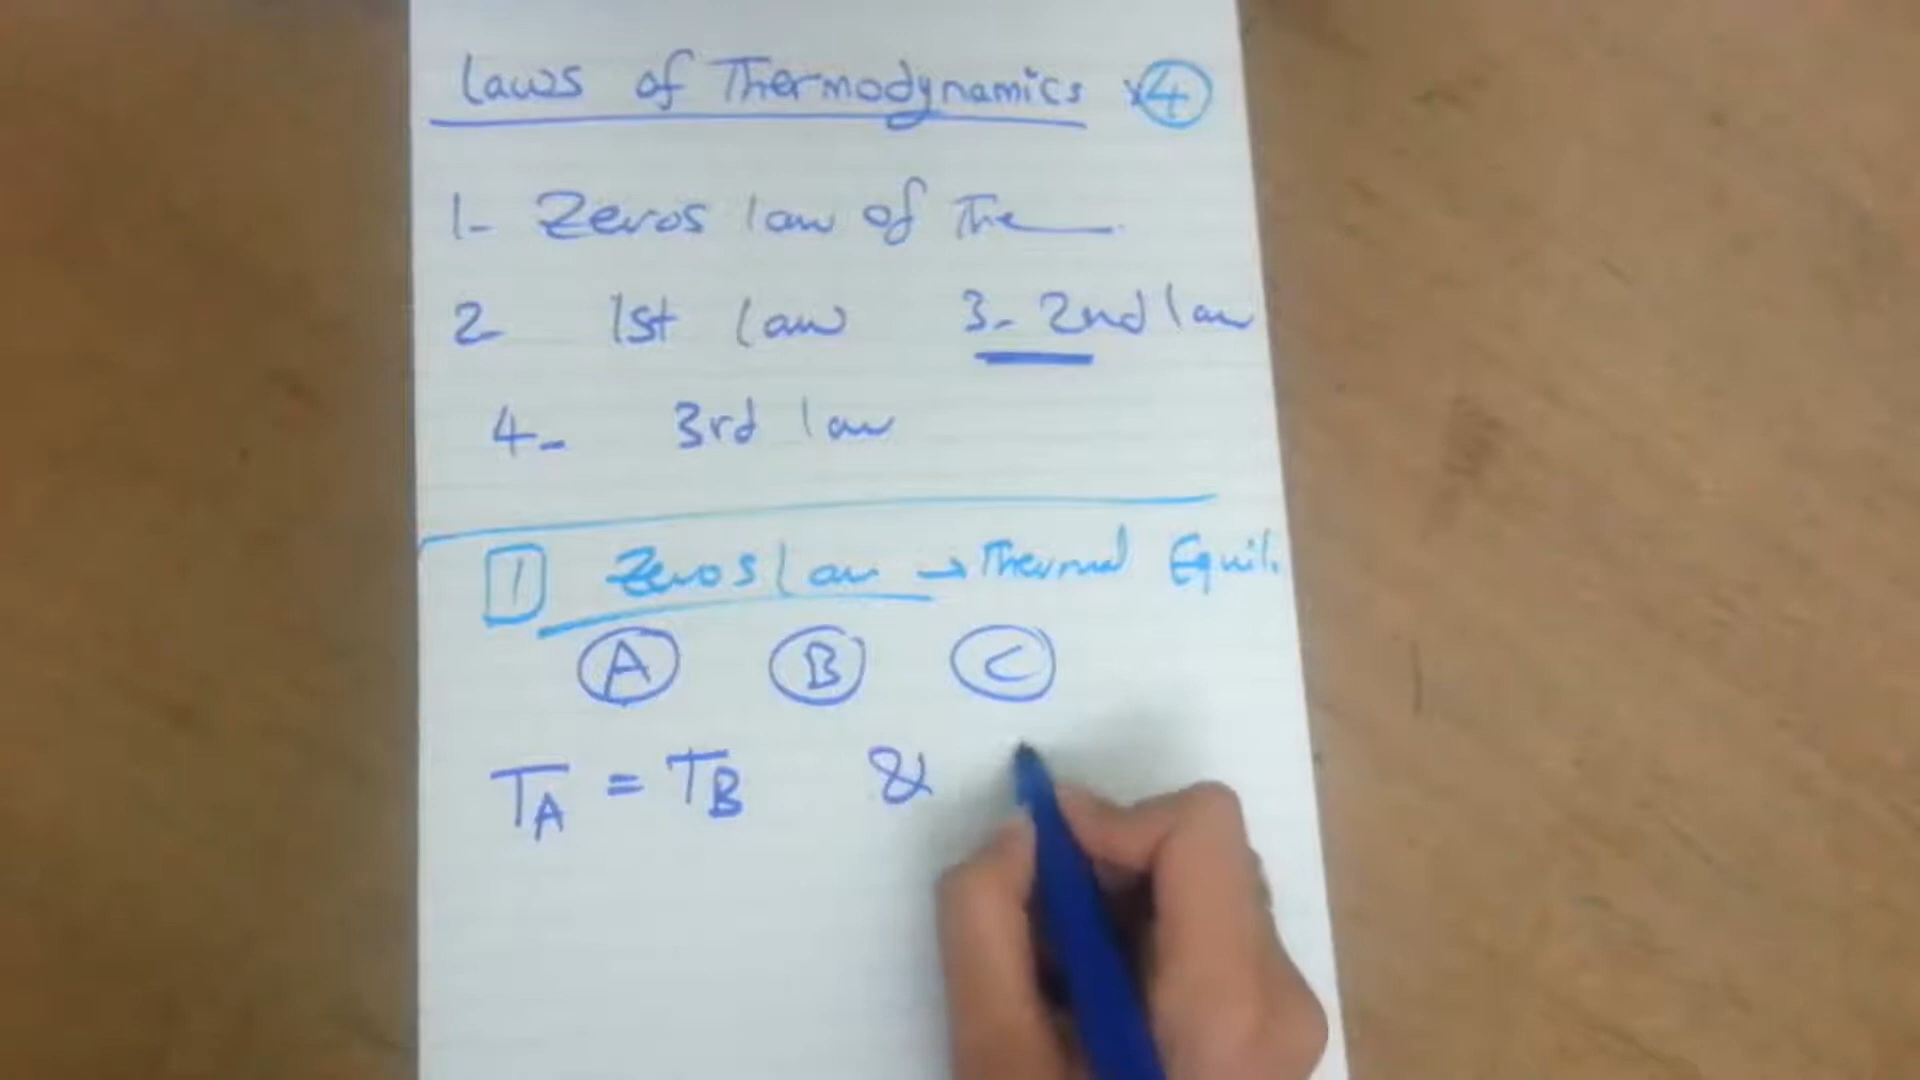 Laws of Thermodynamics x4
1- Zeros law of The
2- 1st law 3- 2nd law
4- 3rd law
1 Zeros law → Thermal Equil.
A B C
TA = TB &